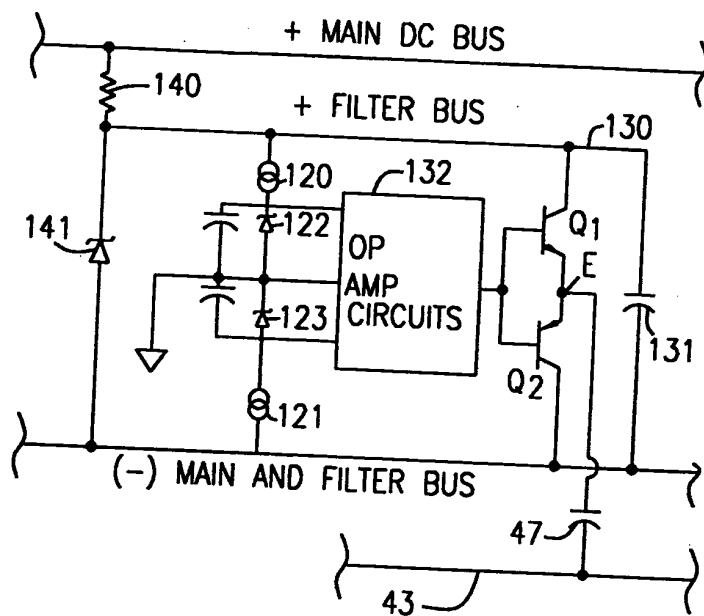 + MAIN DC BUS
140
+ FILTER BUS
130
120
132
141
122
Q1
OP
E
AMP
123
CIRCUITS
131
Q2
121
(-) MAIN AND FILTER BUS
47
43